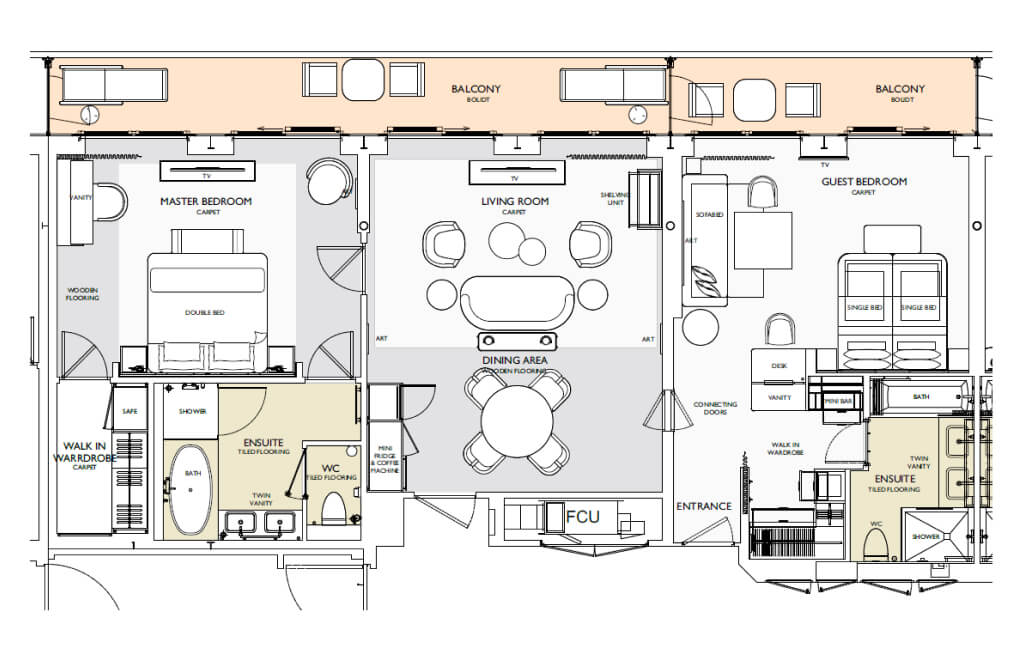 BALCONY
BOLIDT
BALCONY
BOLIDT
TV
MASTER BEDROOM
CARPET
VANITY
WOODEN
FLOORING
DOUBLE BED
TV
LIVING ROOM
CARPET
SHELVING
UNIT
ART
ART
DINING AREA
WOODEN FLOORING
TV
GUEST BEDROOM
CARPET
SOFABED
ART
SINGLE BED
SINGLE BED
DESK
VANITY
MINI BAR
BATH
CONNECTING
DOORS
SAFE
WALK IN
WARRDROBE
CARPET
SHOWER
BATH
ENSUITE
TILED FLOORING
TWIN
VANITY
WC
TILED FLOORING
MINI
FRIDGE
& COFFEE
MACHINE
FCU
ENTRANCE
WALK IN
WARDROBE
TWIN
VANITY
ENSUITE
TILED FLOORING
WC
SHOWER